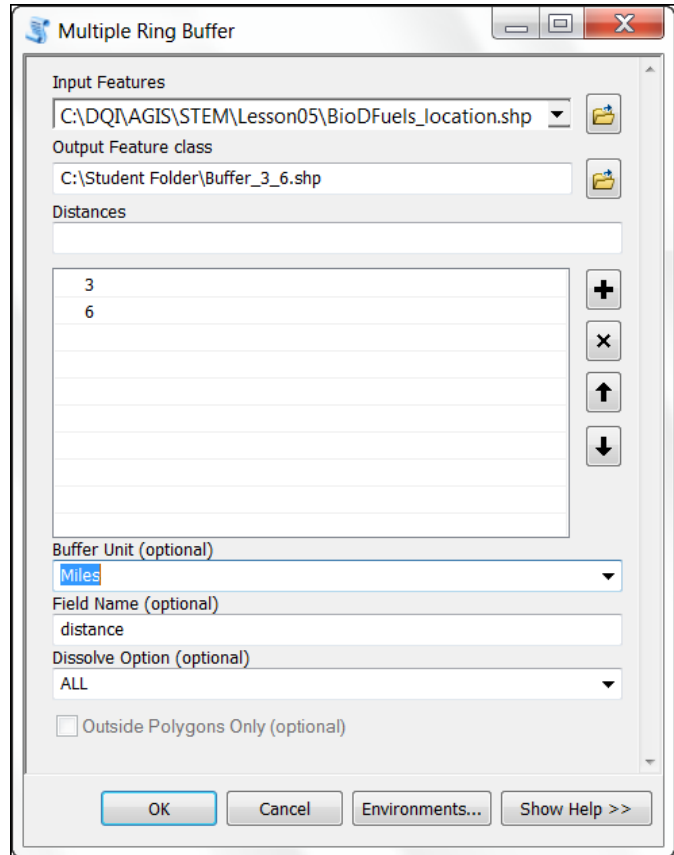 Multiple Ring Buffer
Input Features
C:\DQI\AGIS\STEM\Lesson05\BioDFuels_location.shp
Output Feature class
C:\Student Folder\Buffer_3_6.shp
Distances
3
6
Buffer Unit (optional)
Miles
Field Name (optional)
distance
Dissolve Option (optional)
ALL
Outside Polygons Only (optional)
OK Cancel Environments... Show Help >>